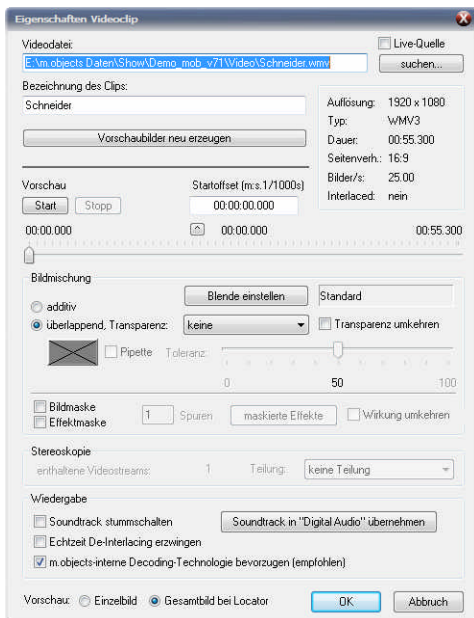 Eigenschaften Videoclip
Videodatei:
Live-Quelle
E:\m.objects Daten\Show\Demo_mob_v71\Video\Schneider.wmv
suchen...
Bezeichnung des Clips:
Schneider
Auflösung: 1920 x 1080
Typ: WMV3
Dauer: 00:55.300
Seitenverh.: 16:9
Bilder/s: 25.00
Interlaced: nein
Vorschaubilder neu erzeugen
Vorschau
Startoffset (m:s.1/1000s)
Start Stopp 00:00:00.000
00:00.000 ^ 00:00.000 00:55.300
Bildmischung
additiv
Blende einstellen Standard
überlappend, Transparenz: keine Transparenz umkehren
Pipette Toleranz:
0 50 100
Bildmaske
Effektmaske
1 Spuren maskierte Effekte Wirkung umkehren
Stereoskopie
enthaltene Videostreams: 1 Teilung: keine Teilung
Wiedergabe
Soundtrack stummschalten Soundtrack in "Digital Audio" übernehmen
Echtzeit De-Interlacing erzwingen
m.objects-interne Decoding-Technologie bevorzugen (empfohlen)
Vorschau: Einzelbild Gesamtbild bei Locator OK Abbruch